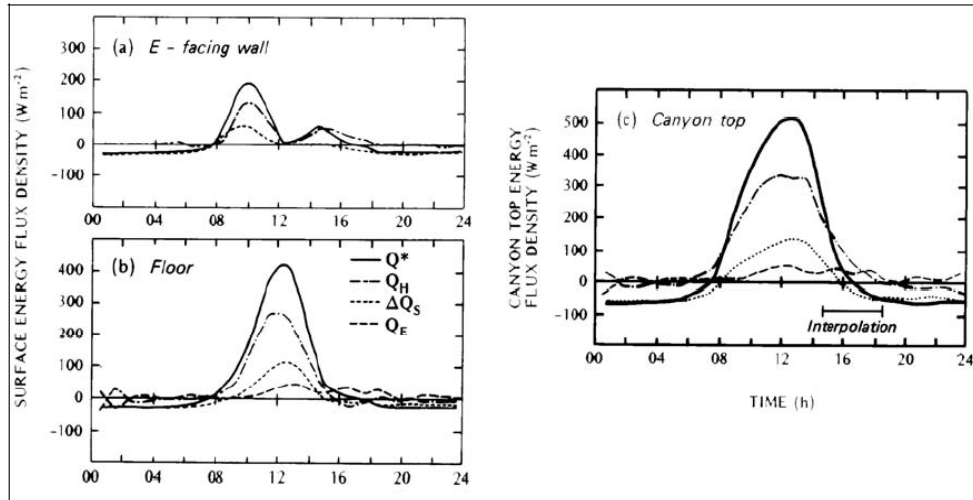 (a) E - facing wall
300
200
100
0
-100
00 04 08 12 16 20 24
SURFACE ENERGY FLUX DENSITY (Wm⁻²)
(b) Floor
400
300
200
100
0
-100
Q*
Q_H
ΔQ_S
Q_E
00 04 08 12 16 20 24
(c) Canyon top
CANYON TOP ENERGY
FLUX DENSITY (Wm⁻²)
500
400
300
200
100
0
-100
Interpolation
00 04 08 12 16 20 24
TIME (h)